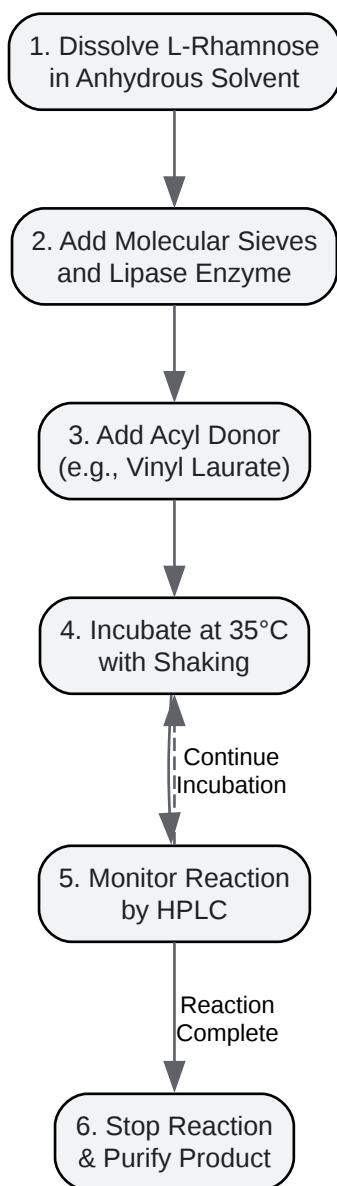 1. Dissolve L-Rhamnose
in Anhydrous Solvent
2. Add Molecular Sieves
and Lipase Enzyme
3. Add Acyl Donor
(e.g., Vinyl Laurate)
4. Incubate at 35°C
with Shaking
Continue
Incubation
5. Monitor Reaction
by HPLC
Reaction
Complete
6. Stop Reaction
& Purify Product